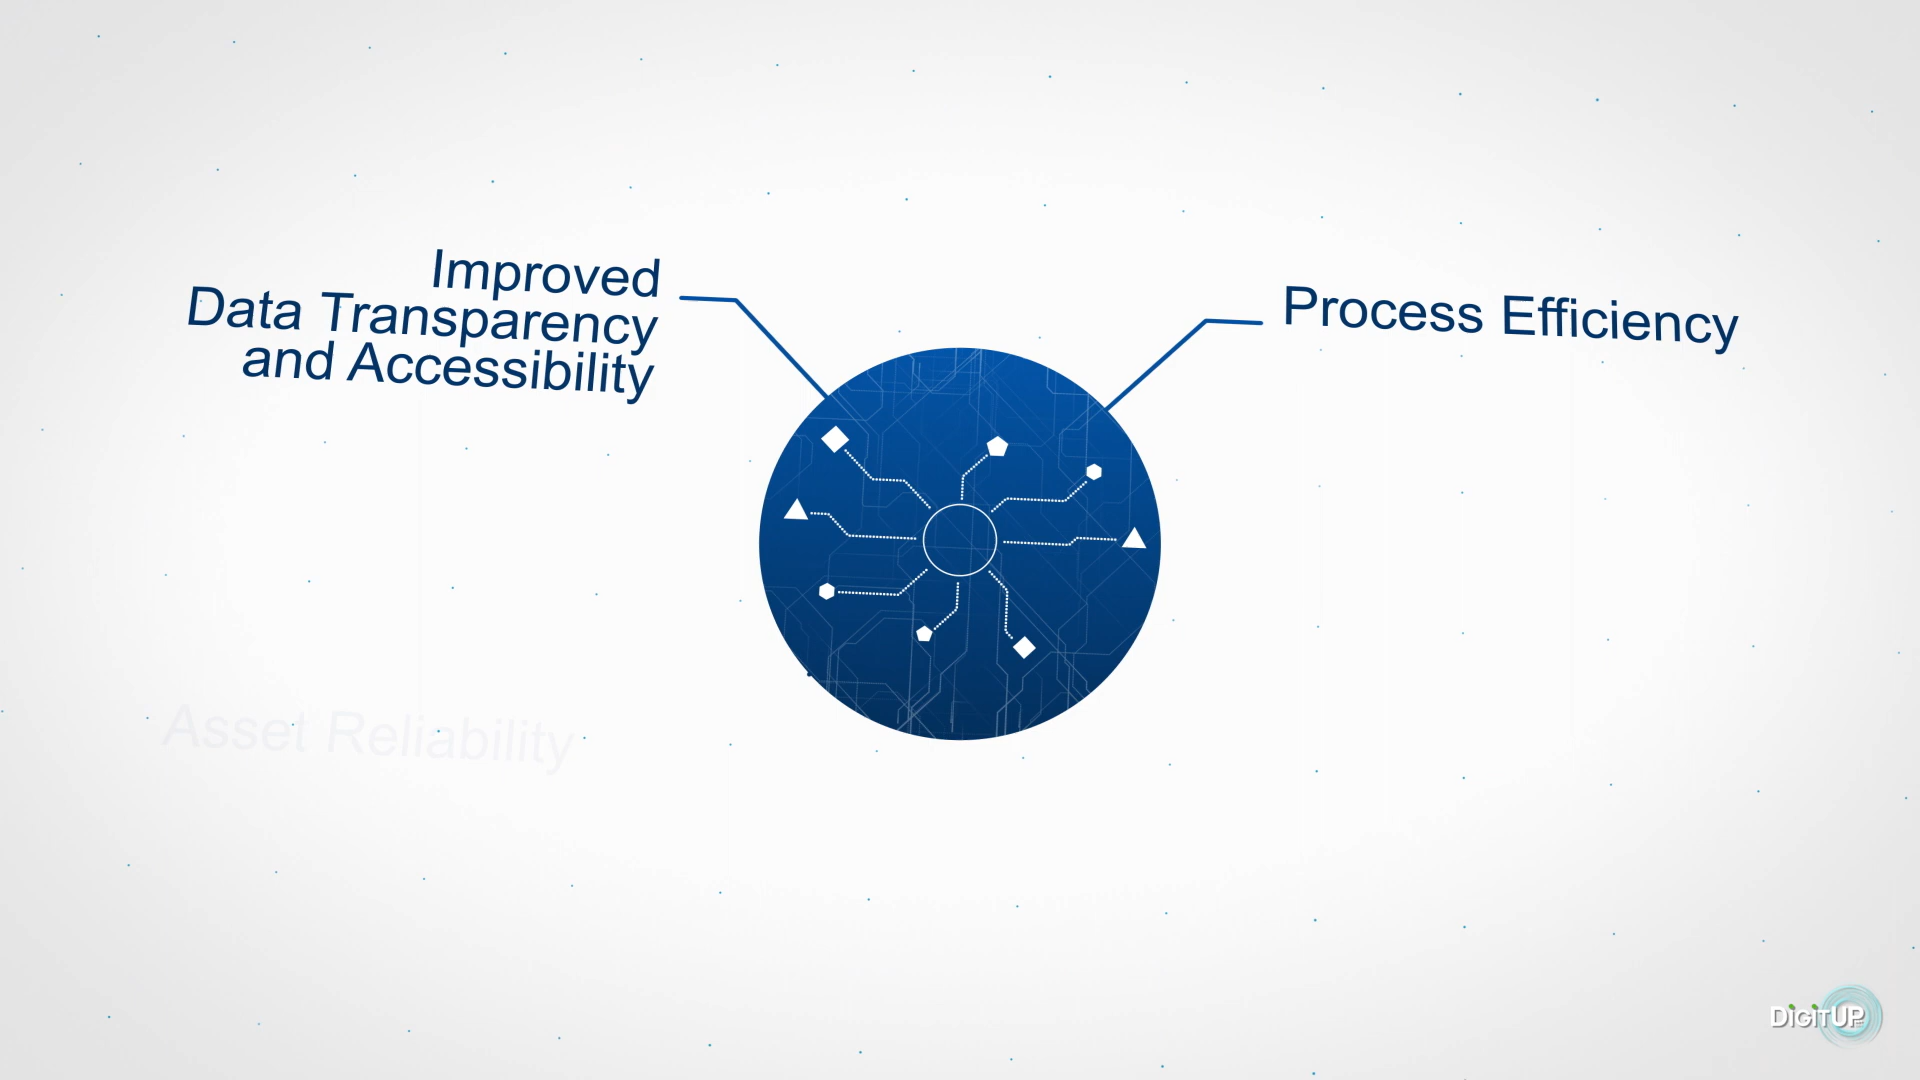 Improved
Data Transparency
and Accessibility
Process Efficiency
Asset Reliability
DigitUP